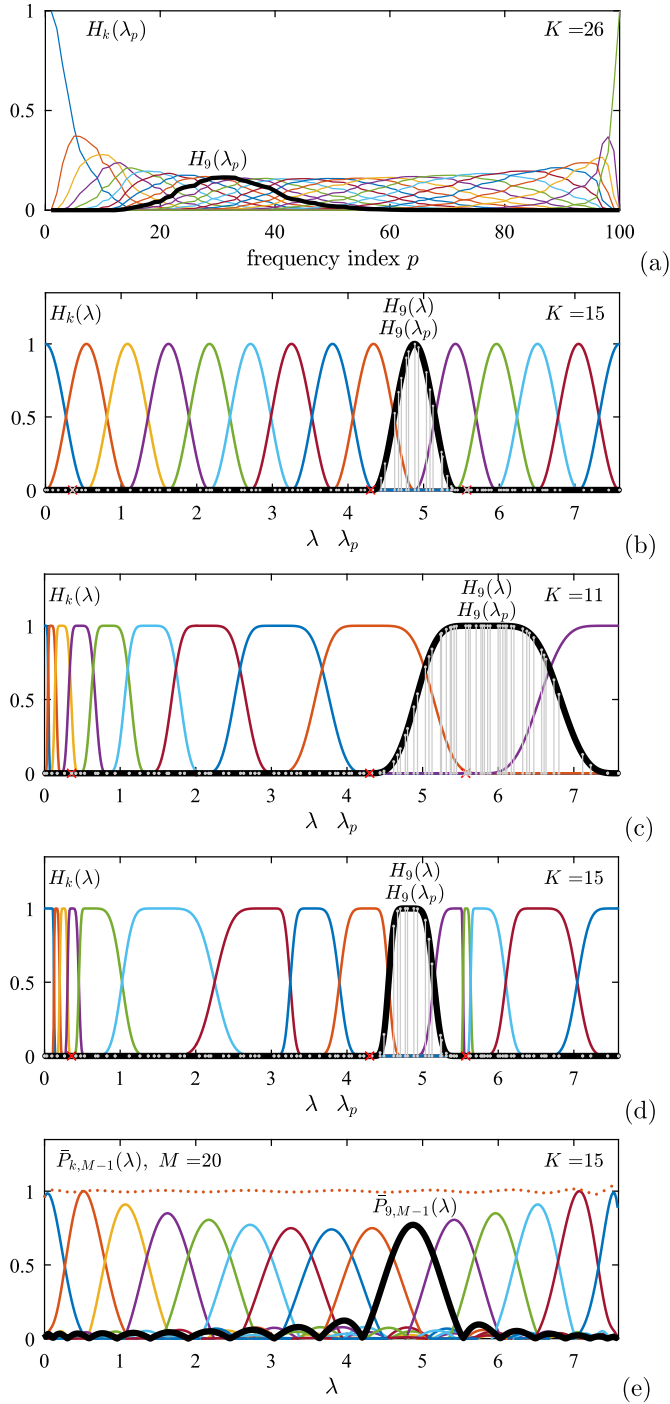 1
H_k(λ_p)
K =26
0.5
H_9(λ_p)
0
0 20 40 60 80 100
frequency index p
(a)
H_k(λ)
H_9(λ)
H_9(λ_p)
K =15
1
0.5
0
0 1 2 3 4 5 6 7
λ λ_p
(b)
H_k(λ)
H_9(λ)
H_9(λ_p)
K =11
1
0.5
0
0 1 2 3 4 5 6 7
λ λ_p
(c)
H_k(λ)
H_9(λ)
H_9(λ_p)
K =15
1
0.5
0
0 1 2 3 4 5 6 7
λ λ_p
(d)
P̄_{k,M−1}(λ), M =20
K =15
1
P̄_{9,M−1}(λ)
0.5
0
0 1 2 3 4 5 6 7
λ
(e)